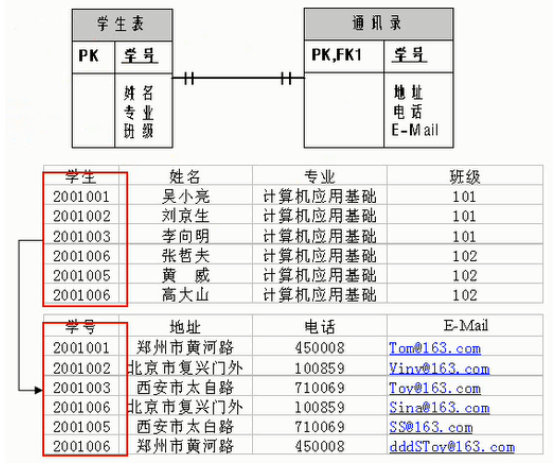 学生表
通讯录
PK 学号
PK,FK1 学号
姓名
专业
班级
地址
电话
E-Mail
学生 姓名 专业 班级
2001001 吴小亮 计算机应用基础 101
2001002 刘京生 计算机应用基础 101
2001003 李向明 计算机应用基础 101
2001006 张哲夫 计算机应用基础 102
2001005 黄 威 计算机应用基础 102
2001006 高大山 计算机应用基础 102
学号 地址 电话 E-Mail
2001001 郑州市黄河路 450008 Tom@163.com
2001002 北京市复兴门外 100859 Viny@163.com
2001003 西安市太白路 710069 Toy@163.com
2001006 北京市复兴门外 100859 Sina@163.com
2001005 西安市太白路 710069 SS@163.com
2001006 郑州市黄河路 450008 dddSToy@163.com